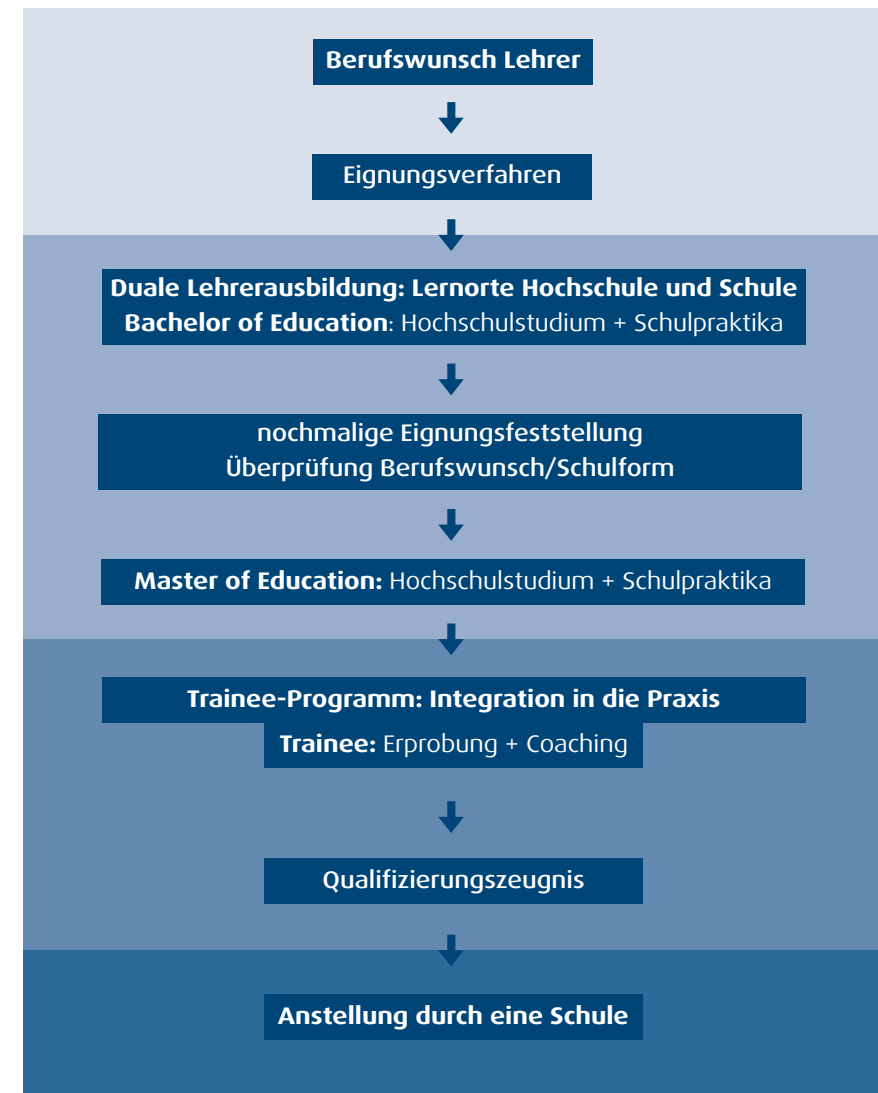 Berufswunsch Lehrer
Eignungsverfahren
Duale Lehrerausbildung: Lernorte Hochschule und Schule
Bachelor of Education: Hochschulstudium + Schulpraktika
nochmalige Eignungsfeststellung
Überprüfung Berufswunsch/Schulform
Master of Education: Hochschulstudium + Schulpraktika
Trainee-Programm: Integration in die Praxis
Trainee: Erprobung + Coaching
Qualifizierungszeugnis
Anstellung durch eine Schule